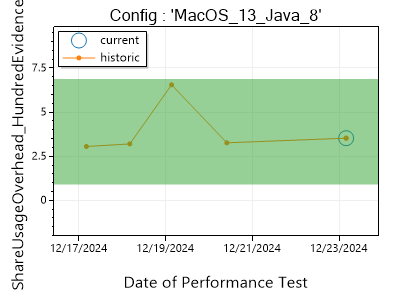 Config : 'MacOS_13_Java_8'
current
historic
ShareUsageOverhead_HundredEvidence
7.5
5
2.5
0
12/17/2024
12/19/2024
12/21/2024
12/23/2024
Date of Performance Test